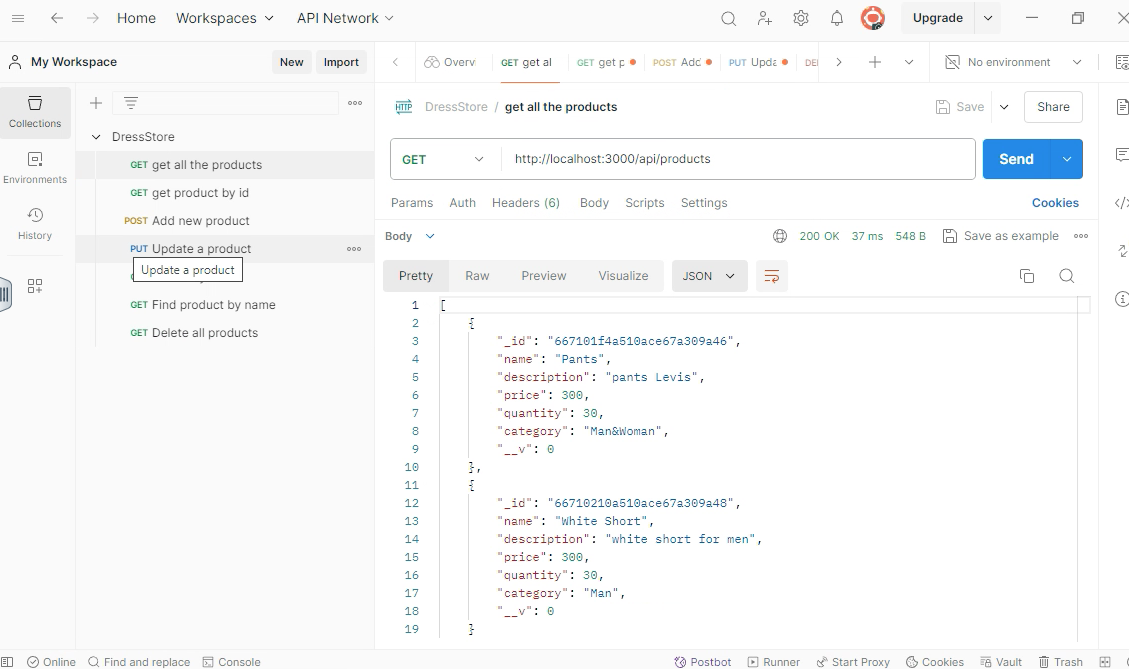 Home Workspaces API Network Upgrade
My Workspace New Import Overv GET get al GET get p POST Adc PUT Upda DEI No environment
Collections
Environments
History
DressStore
GET get all the products
GET get product by id
POST Add new product
PUT Update a product
Update a product
GET Find product by name
GET Delete all products
HTTP DressStore / get all the products Save Share
GET http://localhost:3000/api/products Send
Params Auth Headers (6) Body Scripts Settings Cookies
Body 200 OK 37 ms 548 B Save as example
Pretty Raw Preview Visualize JSON
1 [
2 {
3 "_id": "667101f4a510ace67a309a46",
4 "name": "Pants",
5 "description": "pants Levis",
6 "price": 300,
7 "quantity": 30,
8 "category": "Man&Woman",
9 "__v": 0
10 },
11 {
12 "_id": "66710210a510ace67a309a48",
13 "name": "White Short",
14 "description": "white short for men",
15 "price": 300,
16 "quantity": 30,
17 "category": "Man",
18 "__v": 0
19 }
Online Find and replace Console Postbot Runner Start Proxy Cookies Vault Trash